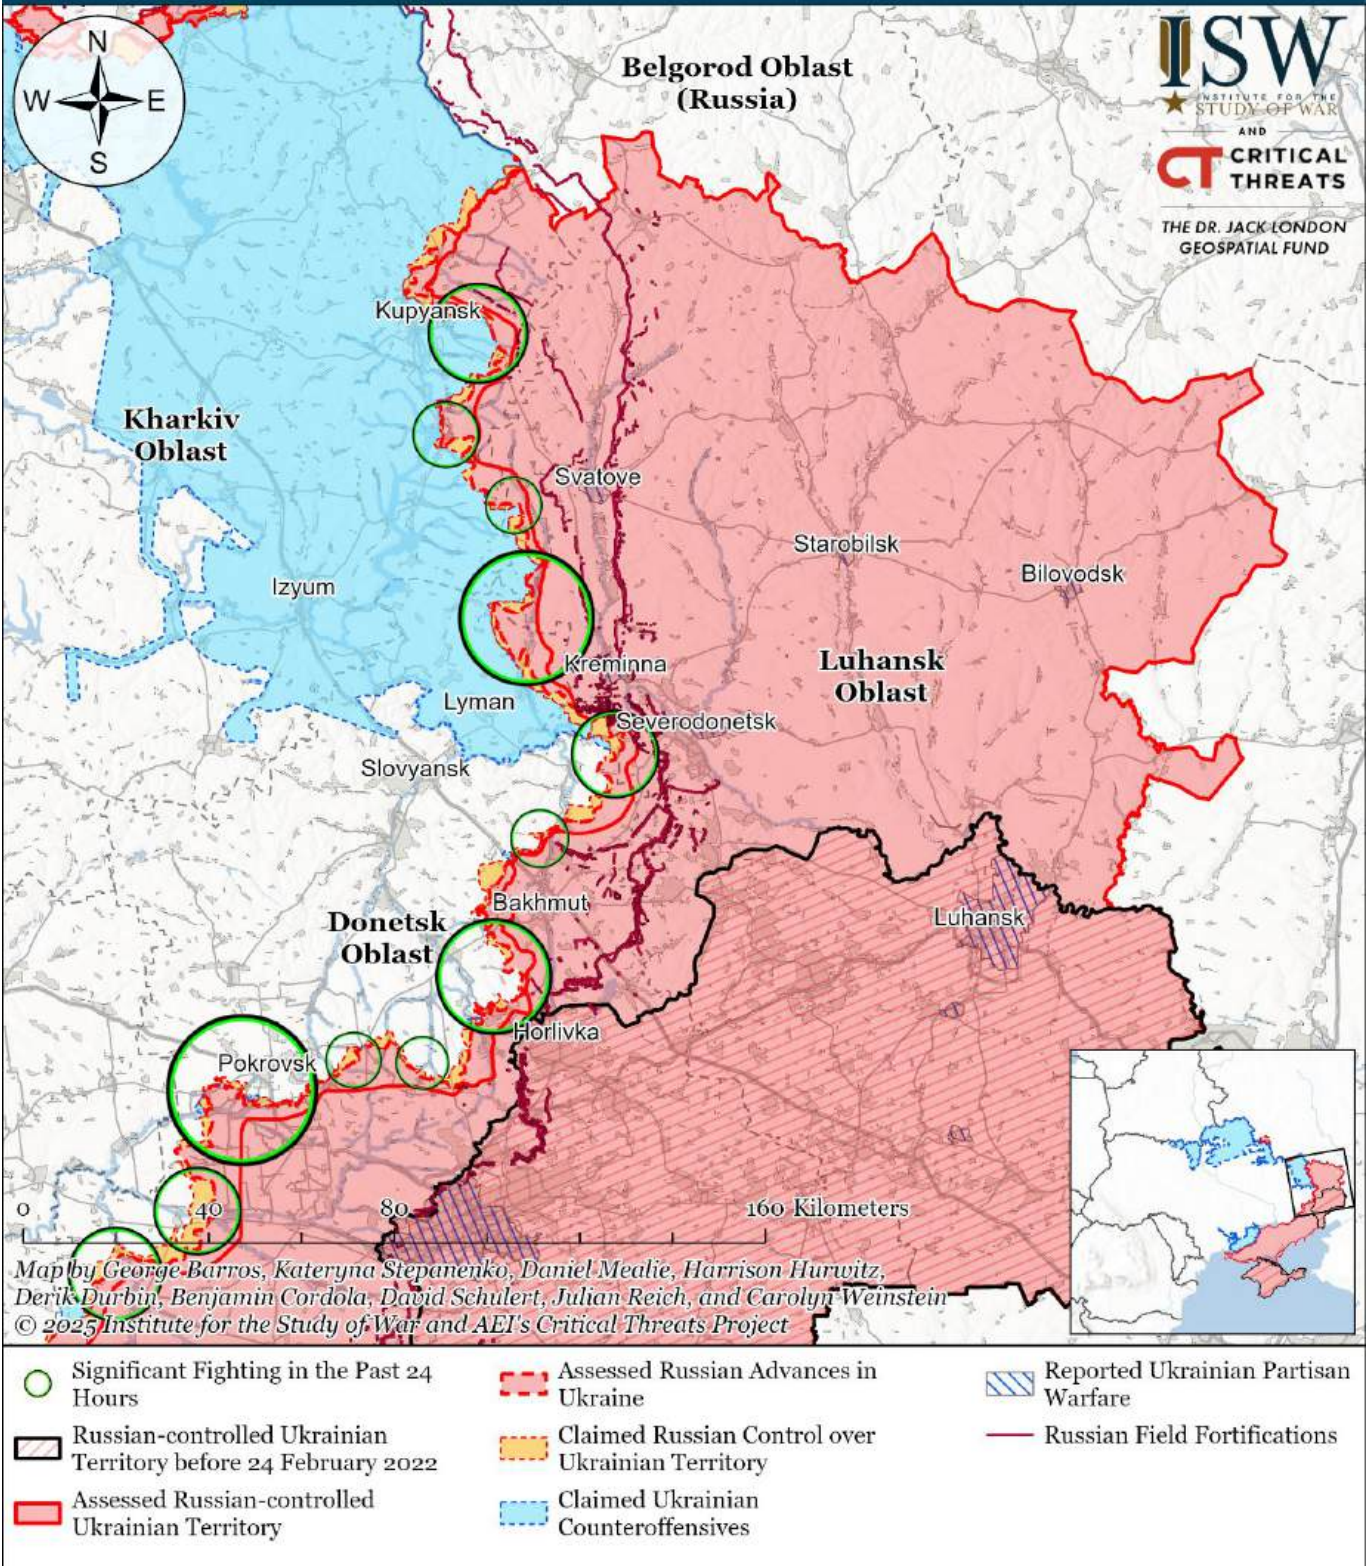 N
W E
S
Belgorod Oblast
(Russia)
ISW
INSTITUTE FOR THE
STUDY OF WAR
AND
CT CRITICAL
THREATS
THE DR. JACK LONDON
GEOSPATIAL FUND
Kupyansk
Kharkiv
Oblast
Svatove
Starobilsk
Bilovodsk
Izyum
Kreminna
Luhansk
Oblast
Lyman
Severodonetsk
Slovyansk
Bakhmut
Donetsk
Oblast
Luhansk
Horlivka
Pokrovsk
0 40 80 160 Kilometers
Map by George Barros, Kateryna Stepanenko, Daniel Mealie, Harrison Hurwitz,
Derik Durbin, Benjamin Cordola, David Schulert, Julian Reich, and Carolyn Weinstein
© 2025 Institute for the Study of War and AEI's Critical Threats Project
Significant Fighting in the Past 24
Hours
Russian-controlled Ukrainian
Territory before 24 February 2022
Assessed Russian-controlled
Ukrainian Territory
Assessed Russian Advances in
Ukraine
Claimed Russian Control over
Ukrainian Territory
Claimed Ukrainian
Counteroffensives
Reported Ukrainian Partisan
Warfare
Russian Field Fortifications